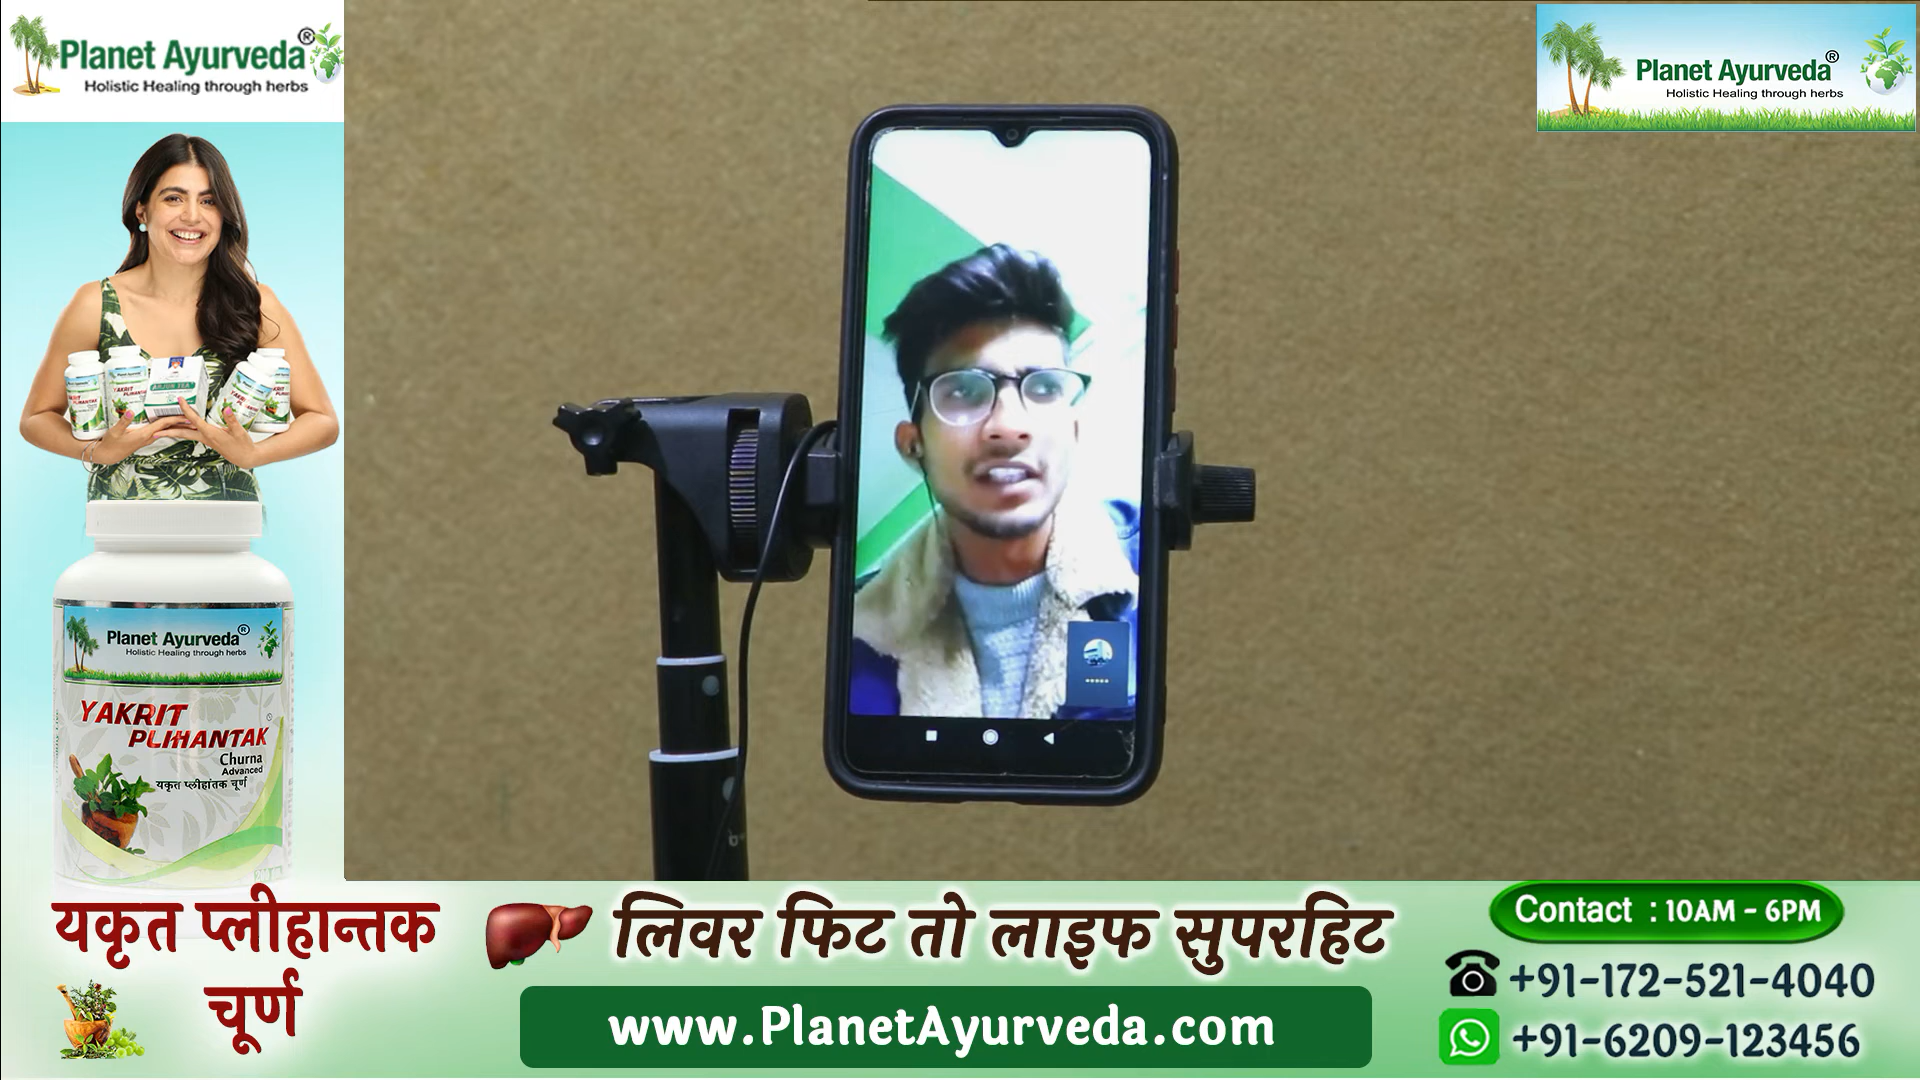 Planet Ayurveda®
Holistic Healing through herbs
Planet Ayurveda®
Holistic Healing through herbs
YAKRIT
PLIHANTAK
ARJUN TEA
Planet Ayurveda®
Holistic Healing through herbs
YAKRIT
PLIHANTAK
Churna
Advanced
यकृत प्लीहांतक चूर्ण
यकृत प्लीहान्तक
चूर्ण
लिवर फिट तो लाइफ सुपरहिट
www.PlanetAyurveda.com
Contact : 10AM - 6PM
+91-172-521-4040
+91-6209-123456